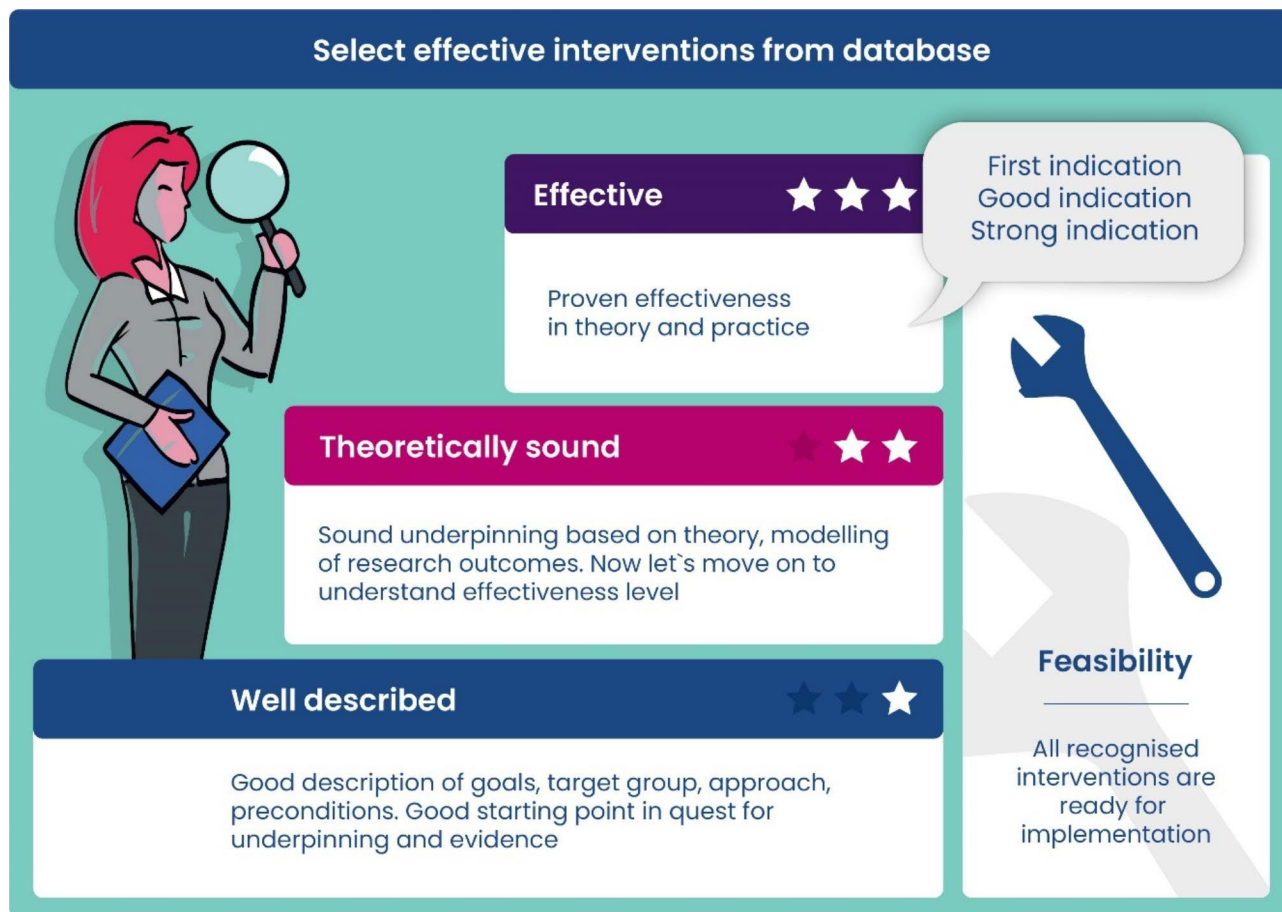 Select effective interventions from database
First indication
Good indication
Strong indication
Effective
Proven effectiveness
in theory and practice
Theoretically sound
Sound underpinning based on theory, modelling
of research outcomes. Now let`s move on to
understand effectiveness level
Well described
Good description of goals, target group, approach,
preconditions. Good starting point in quest for
underpinning and evidence
Feasibility
All recognised
interventions are
ready for
implementation